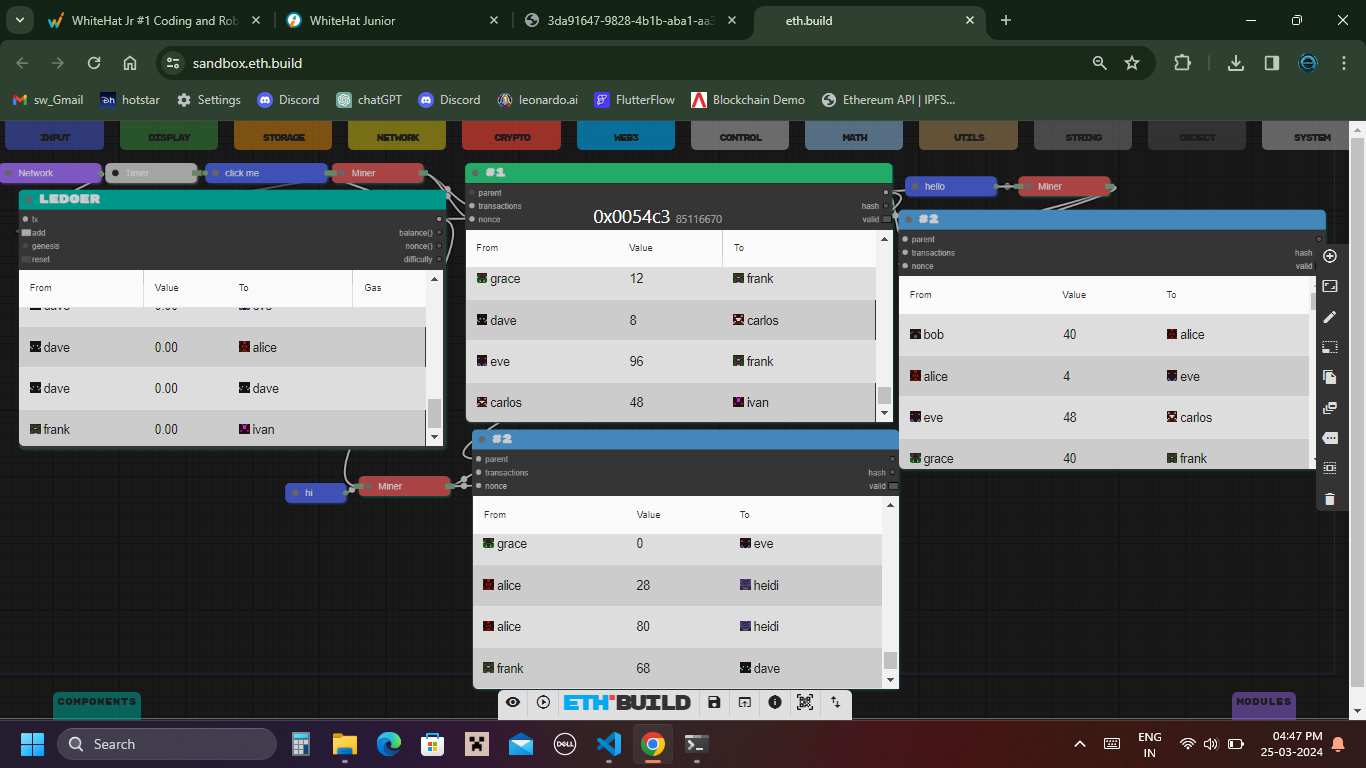 WhiteHat Jr #1 Coding and Rob
WhiteHat Junior
3da91647-9828-4b1b-aba1-aa3
eth.build
sandbox.eth.build
sw_Gmail
hotstar
Settings
Discord
chatGPT
Discord
leonardo.ai
FlutterFlow
Blockchain Demo
Ethereum API | IPFS...
INPUT DISPLAY STORAGE NETWORK CRYPTO WEB3 CONTROL MATH UTILS STRING OBJECT SYSTEM
Network Timer click me Miner
LEDGER
tx
add balance()
genesis nonce()
reset difficulty
From Value To Gas
dave 0.00 eve
dave 0.00 alice
dave 0.00 dave
frank 0.00 ivan
#1
parent
transactions hash
nonce 0x0054c3 85116670 valid
From Value To
grace 12 frank
dave 8 carlos
eve 96 frank
carlos 48 ivan
hello Miner
#2
parent
transactions hash
nonce valid
From Value To
bob 40 alice
alice 4 eve
eve 48 carlos
grace 40 frank
hi Miner
#2
parent
transactions hash
nonce valid
From Value To
grace 0 eve
alice 28 heidi
alice 80 heidi
frank 68 dave
COMPONENTS
ETH BUILD
MODULES
Search
DELL
ENG
IN
04:47 PM
25-03-2024